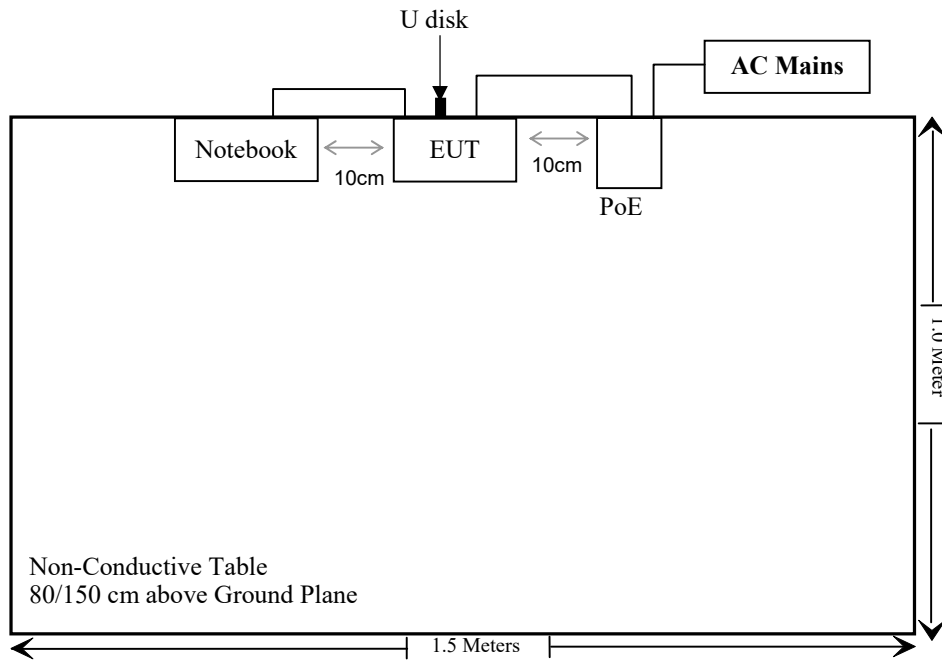 U disk
AC Mains
Notebook
EUT
10cm
10cm
PoE
1.0 Meter
Non-Conductive Table
80/150 cm above Ground Plane
1.5 Meters